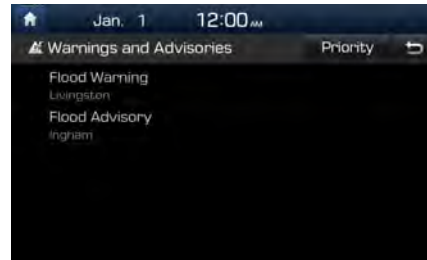 Jan. 1 12:00 AM
Warnings and Advisories Priority
Flood Warning
Livingston
Flood Advisory
Ingham